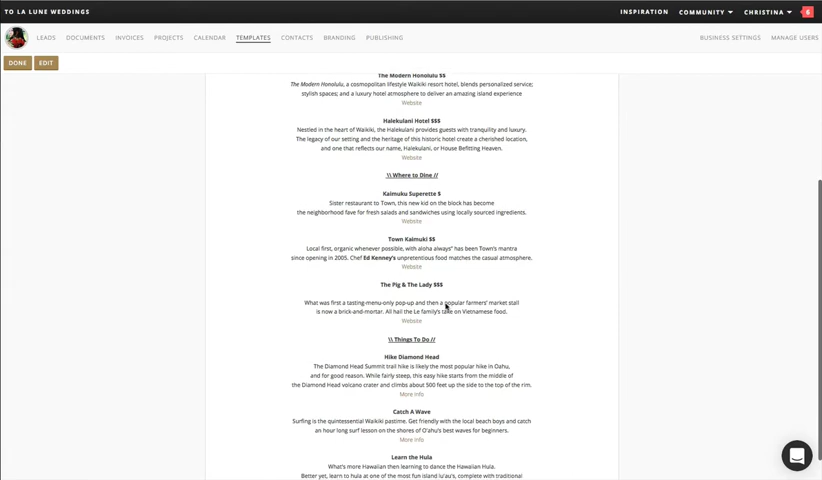 TO LA LUNE WEDDINGS
INSPIRATION COMMUNITY CHRISTINA 6
LEADS DOCUMENTS INVOICES PROJECTS CALENDAR TEMPLATES CONTACTS BRANDING PUBLISHING BUSINESS SETTINGS MANAGE USERS
DONE EDIT
The Modern Honolulu $$
The Modern Honolulu, a cosmopolitan lifestyle Waikiki resort hotel, blends personalized service;
stylish spaces; and a luxury hotel atmosphere to deliver an amazing island experience
Website
Halekulani Hotel $$$
Nestled in the heart of Waikiki, the Halekulani provides guests with tranquility and luxury.
The legacy of our setting and the heritage of this historic hotel create a cherished location,
and one that reflects our name, Halekulani, or House Befitting Heaven.
Website
\\ Where to Dine //
Kaimuku Superette $
Sister restaurant to Town, this new kid on the block has become
the neighborhood fave for fresh salads and sandwiches using locally sourced ingredients.
Website
Town Kaimuki $$
Local first, organic whenever possible, with aloha always" has been Town's mantra
since opening in 2005. Chef Ed Kenney's unpretentious food matches the casual atmosphere.
Website
The Pig & The Lady $$$
What was first a tasting-menu-only pop-up and then a popular farmers' market stall
is now a brick-and-mortar. All hail the Le family's take on Vietnamese food.
Website
\\ Things To Do //
Hike Diamond Head
The Diamond Head Summit trail hike is likely the most popular hike in Oahu,
and for good reason. While fairly steep, this easy hike starts from the middle of
the Diamond Head volcano crater and climbs about 500 feet up the side to the top of the rim.
More Info
Catch A Wave
Surfing is the quintessential Waikiki pastime. Get friendly with the local beach boys and catch
an hour long surf lesson on the shores of O'ahu's best waves for beginners.
More Info
Learn the Hula
What's more Hawaiian then learning to dance the Hawaiian Hula.
Better yet, learn to hula at one of the most fun island lu'au's, complete with traditional